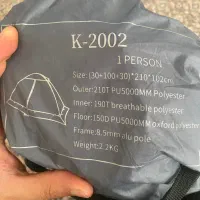 K-2002
1 PERSON
Size: (30+100+30)*210*102cm
Outer: 210T PU5000MM Polyester
Inner: 190T breathable polyester
Floor: 150D PU5000MM oxford polyester
Frame: 8.5mm alu pole
Weight: 2.2KG